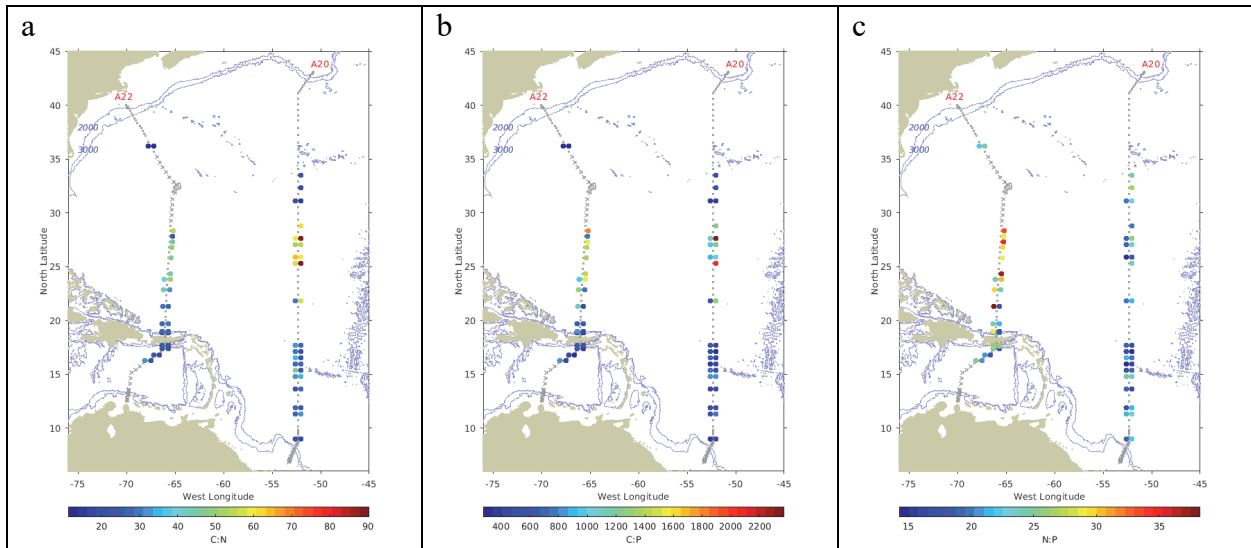 a
45
40
35
30
25
20
15
10
North Latitude
A22
A20
2000
3000
-75 -70 -65 -60 -55 -50 -45
West Longitude
20 30 40 50 60 70 80 90
C:N
b
45
40
35
30
25
20
15
10
North Latitude
A22
A20
2000
3000
-75 -70 -65 -60 -55 -50 -45
West Longitude
400 600 800 1000 1200 1400 1600 1800 2000 2200
C:P
c
45
40
35
30
25
20
15
10
North Latitude
A22
A20
2000
3000
-75 -70 -65 -60 -55 -50 -45
West Longitude
15 20 25 30 35
N:P